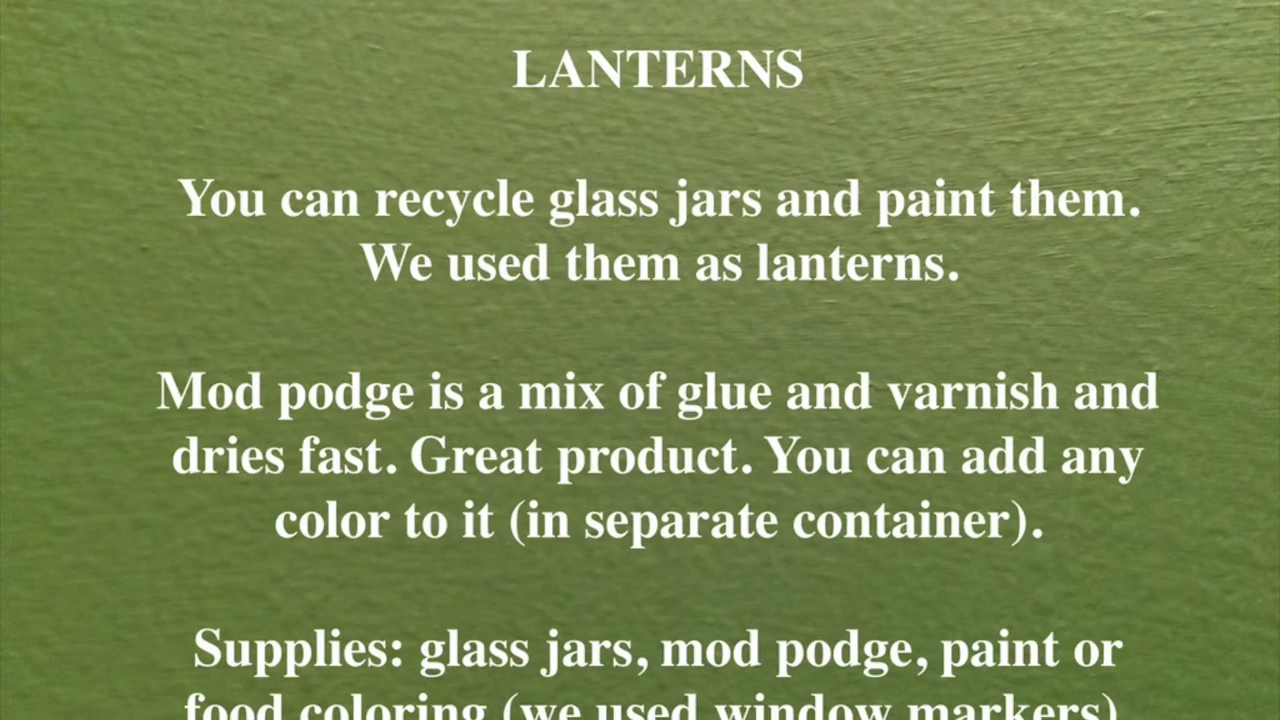 LANTERNS
You can recycle glass jars and paint them.
We used them as lanterns.
Mod podge is a mix of glue and varnish and
dries fast. Great product. You can add any
color to it (in separate container).
Supplies: glass jars, mod podge, paint or
food coloring (we used window markers)